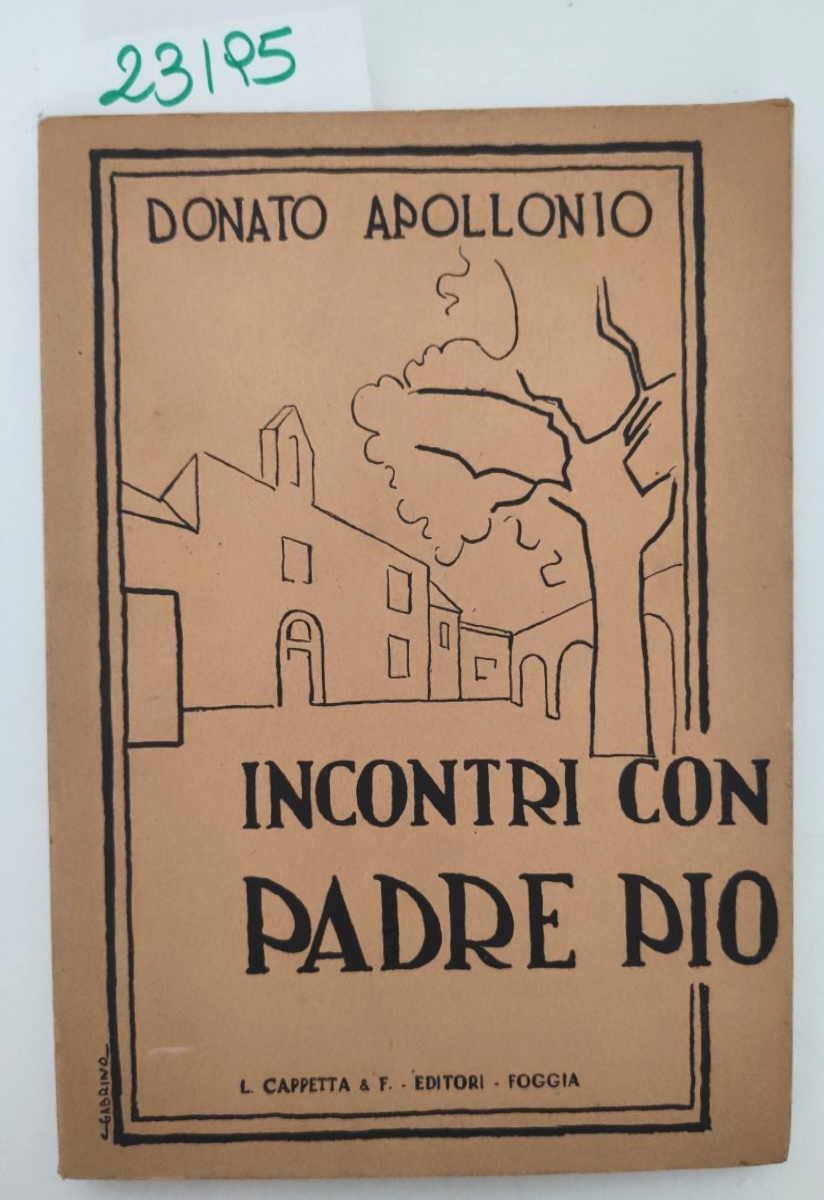 23195
DONATO APOLLONIO
INCONTRI CON
PADRE PIO
L. CAPPETTA & F. - EDITORI - FOGGIA